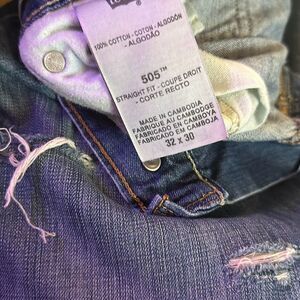 100% COTTON - COTON - ALGODÓN
- ALGODÃO
505™
STRAIGHT FIT - COUPE DROIT
- CORTE RECTO
MADE IN CAMBODIA
FABRIQUE AU CAMBODGE
FABRICADO EN CAMBOYA
FABRICADO EM CAMBOJA
32 X 30